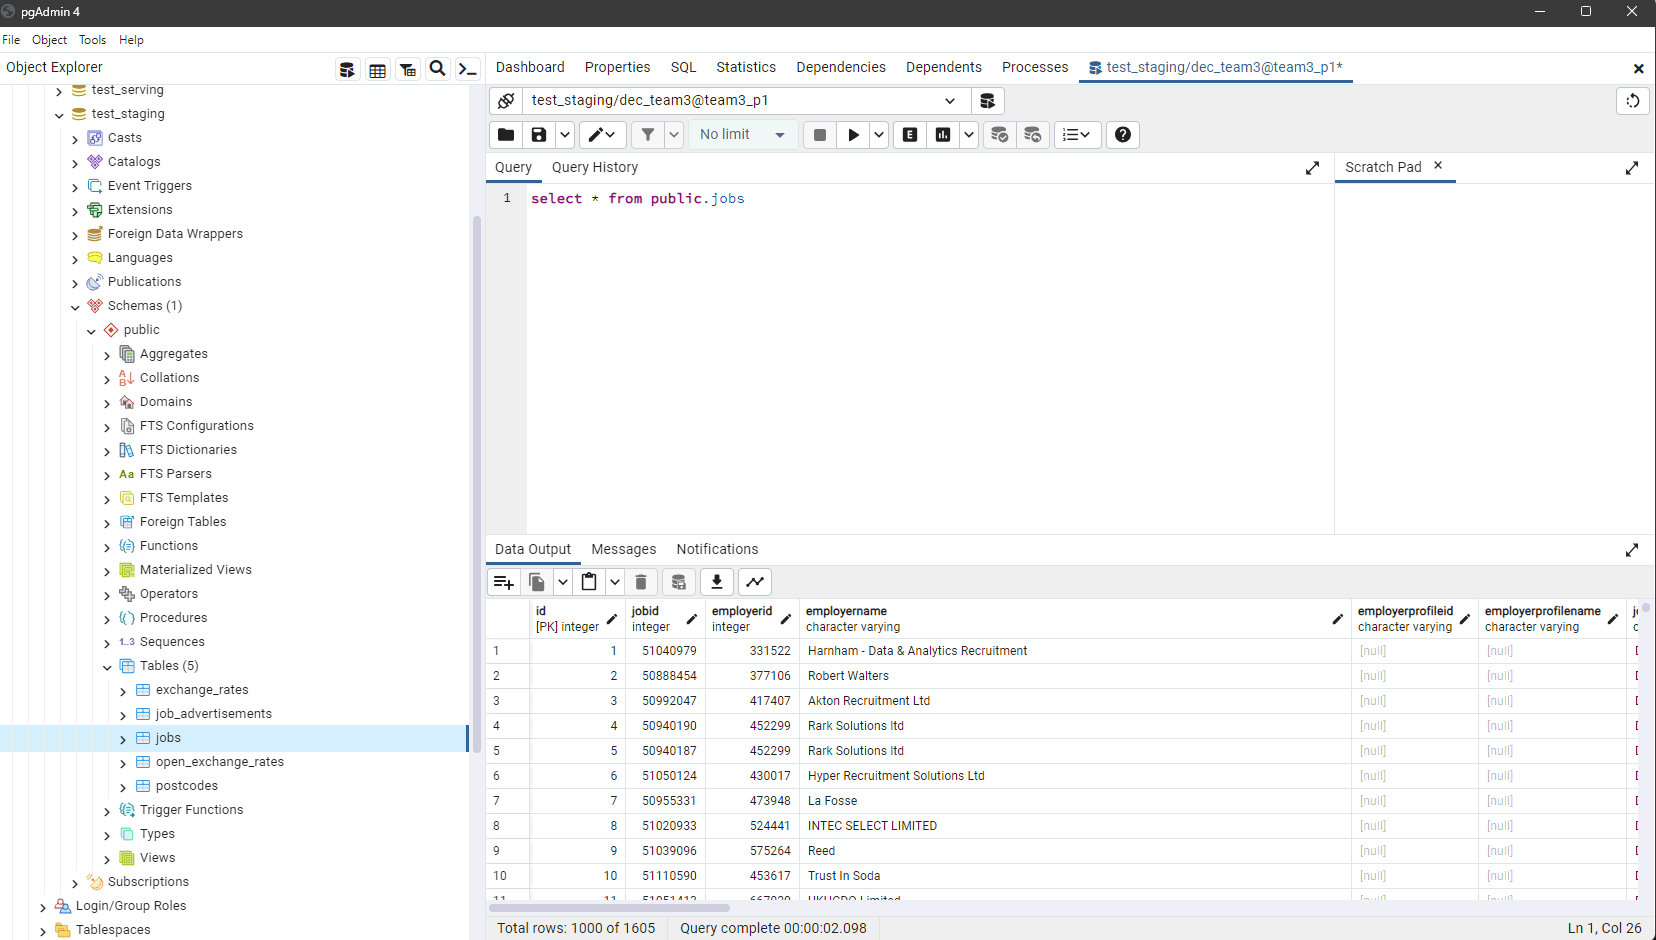 pgAdmin 4
File Object Tools Help
Object Explorer
Dashboard Properties SQL Statistics Dependencies Dependents Processes test_staging/dec_team3@team3_p1*
test_serving
test_staging
Casts
Catalogs
Event Triggers
Extensions
Foreign Data Wrappers
Languages
Publications
Schemas (1)
public
Aggregates
Collations
Domains
FTS Configurations
FTS Dictionaries
Aa FTS Parsers
FTS Templates
Foreign Tables
Functions
Materialized Views
Operators
Procedures
1..3 Sequences
Tables (5)
exchange_rates
job_advertisements
jobs
open_exchange_rates
postcodes
Trigger Functions
Types
Views
Subscriptions
Login/Group Roles
Tablespaces
test_staging/dec_team3@team3_p1
No limit
E
Query Query History
Scratch Pad
1 select * from public.jobs
Data Output Messages Notifications
id jobid employerid employername employerprofileid employerprofilename
[PK] integer integer integer character varying character varying character varying
1 1 51040979 331522 Harnham - Data & Analytics Recruitment [null] [null]
2 2 50888454 377106 Robert Walters [null] [null]
3 3 50992047 417407 Akton Recruitment Ltd [null] [null]
4 4 50940190 452299 Rark Solutions ltd [null] [null]
5 5 50940187 452299 Rark Solutions ltd [null] [null]
6 6 51050124 430017 Hyper Recruitment Solutions Ltd [null] [null]
7 7 50955331 473948 La Fosse [null] [null]
8 8 51020933 524441 INTEC SELECT LIMITED [null] [null]
9 9 51039096 575264 Reed [null] [null]
10 10 51110590 453617 Trust In Soda [null] [null]
Total rows: 1000 of 1605 Query complete 00:00:02.098
Ln 1, Col 26